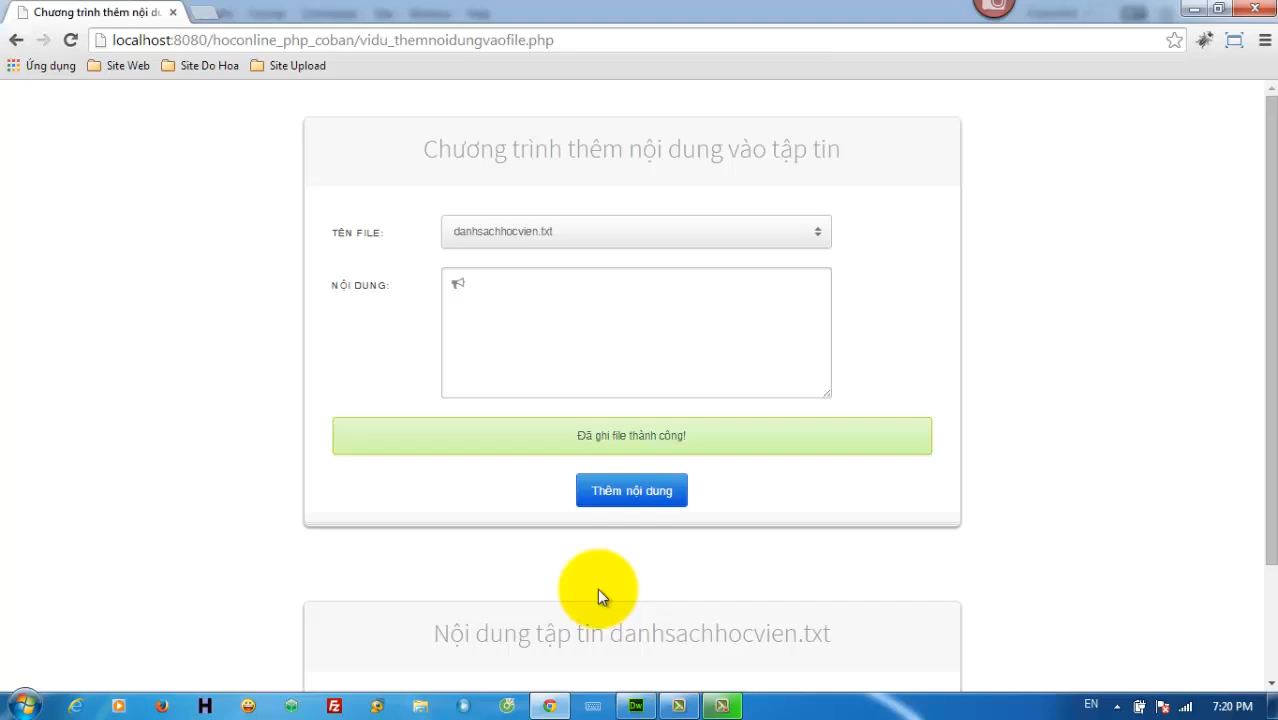 Chương trình thêm nội du
localhost:8080/hoconline_php_coban/vidu_themnoidungvaofile.php
Ứng dụng Site Web Site Do Hoa Site Upload
Chương trình thêm nội dung vào tập tin
TÊN FILE: danhsachhocvien.txt
NỘI DUNG:
Đã ghi file thành công!
Thêm nội dung
Nội dung tập tin danhsachhocvien.txt
EN 7:20 PM